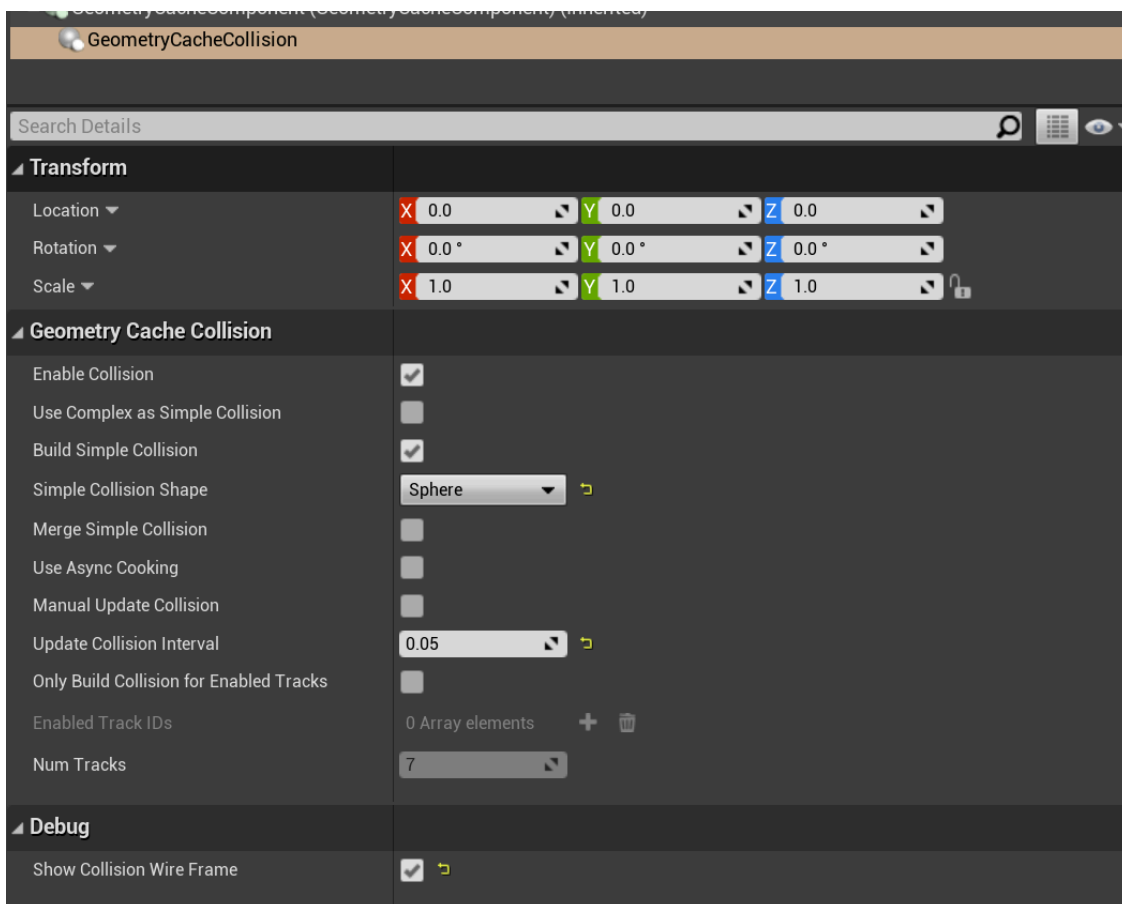 GeometryCacheComponent (GeometryCacheComponent) (Inherited)
GeometryCacheCollision
Search Details
Transform
Location X 0.0 Y 0.0 Z 0.0
Rotation X 0.0 ° Y 0.0 ° Z 0.0 °
Scale X 1.0 Y 1.0 Z 1.0
Geometry Cache Collision
Enable Collision
Use Complex as Simple Collision
Build Simple Collision
Simple Collision Shape Sphere
Merge Simple Collision
Use Async Cooking
Manual Update Collision
Update Collision Interval 0.05
Only Build Collision for Enabled Tracks
Enabled Track IDs 0 Array elements
Num Tracks 7
Debug
Show Collision Wire Frame